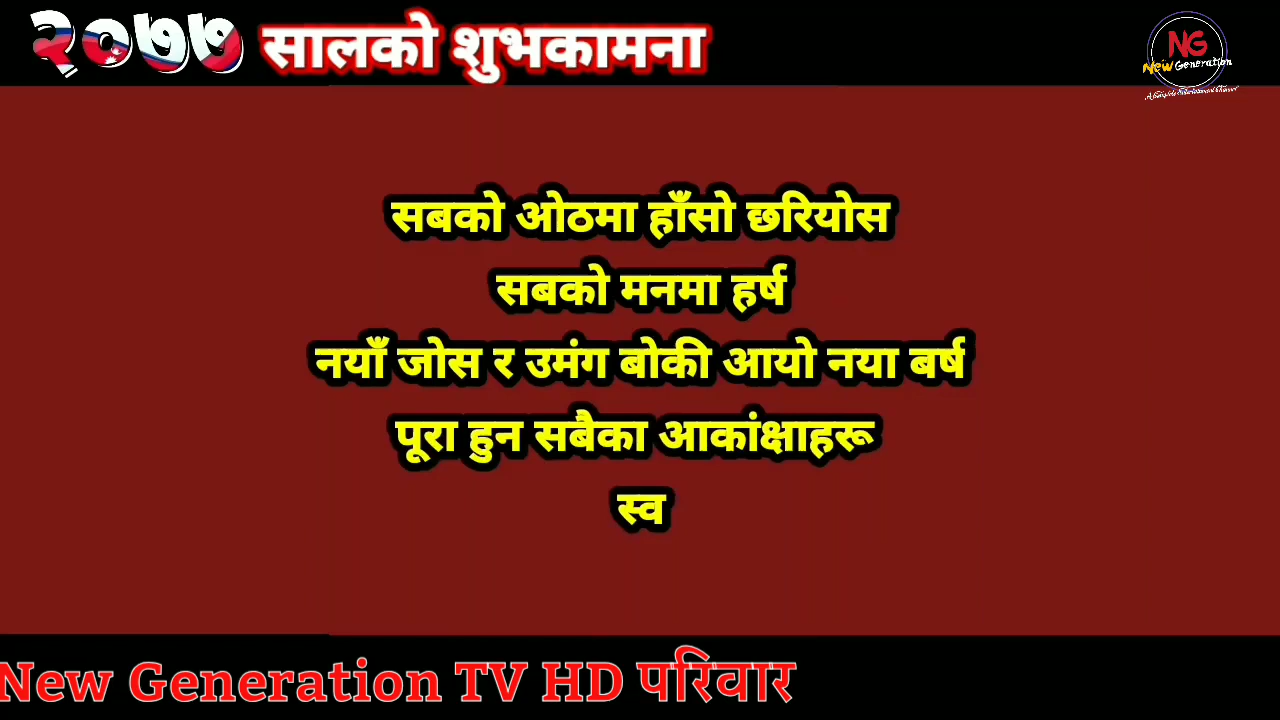 २०७७ सालको शुभकामना
NG
New Generation
सबको ओठमा हाँसो छरियोस
सबको मनमा हर्ष
नयाँ जोस र उमंग बोकी आयो नया बर्ष
पूरा हुन सबैका आकांक्षाहरू
स्व
New Generation TV HD परिवार